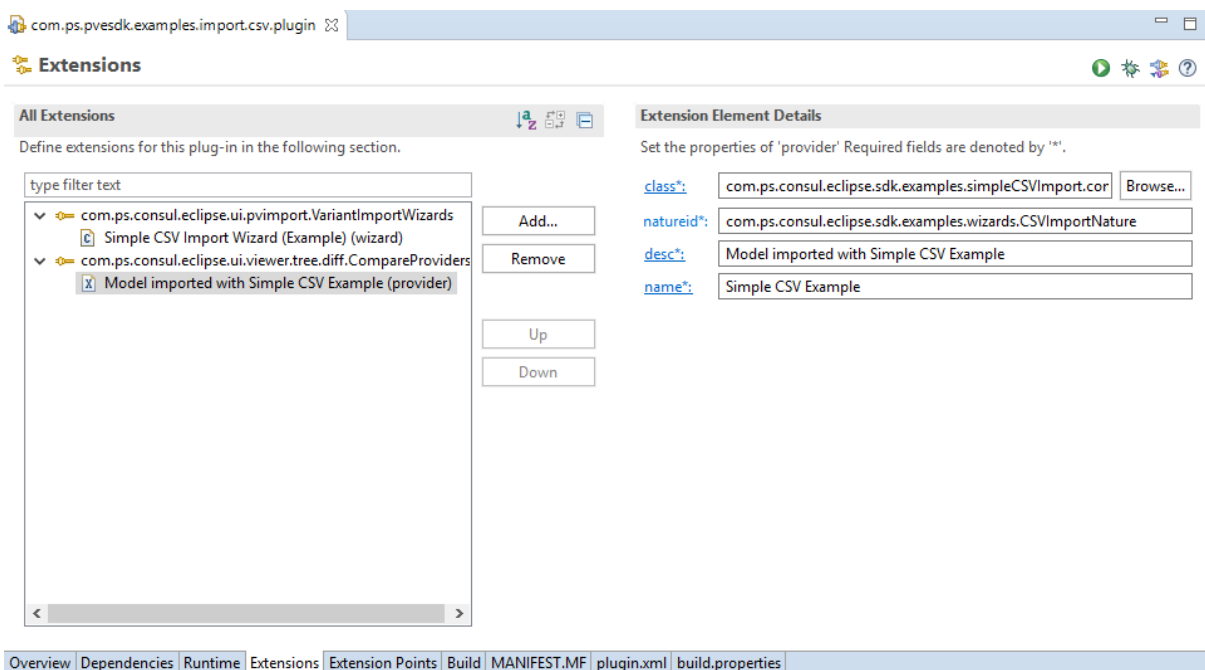 com.ps.pvesdk.examples.import.csv.plugin
Extensions
All Extensions
Define extensions for this plug-in in the following section.
type filter text
com.ps.consul.eclipse.ui.pvimport.VariantImportWizards
Simple CSV Import Wizard (Example) (wizard)
com.ps.consul.eclipse.ui.viewer.tree.diff.CompareProviders
Model imported with Simple CSV Example (provider)
Add...
Remove
Up
Down
Extension Element Details
Set the properties of 'provider' Required fields are denoted by '*'.
class*: com.ps.consul.eclipse.sdk.examples.simpleCSVImport.cor Browse...
natureid*: com.ps.consul.eclipse.sdk.examples.wizards.CSVImportNature
desc*: Model imported with Simple CSV Example
name*: Simple CSV Example
Overview Dependencies Runtime Extensions Extension Points Build MANIFEST.MF plugin.xml build.properties